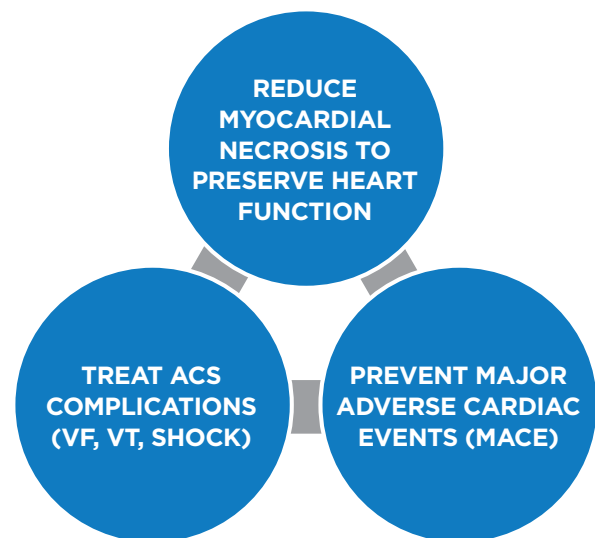 REDUCE
MYOCARDIAL
NECROSIS TO
PRESERVE HEART
FUNCTION
TREAT ACS
COMPLICATIONS
(VF, VT, SHOCK)
PREVENT MAJOR
ADVERSE CARDIAC
EVENTS (MACE)